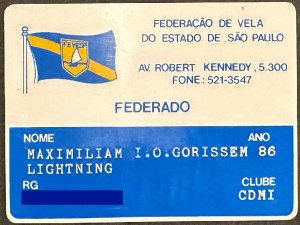 FEVESP
FEDERAÇÃO DE VELA
DO ESTADO DE SÃO PAULO
AV. ROBERT KENNEDY, 5.300
FONE: 521-3547
FEDERADO
NOME ANO
MAXIMILIAM I.O.GORISSEM 86
LIGHTNING
RG CLUBE
CDMI